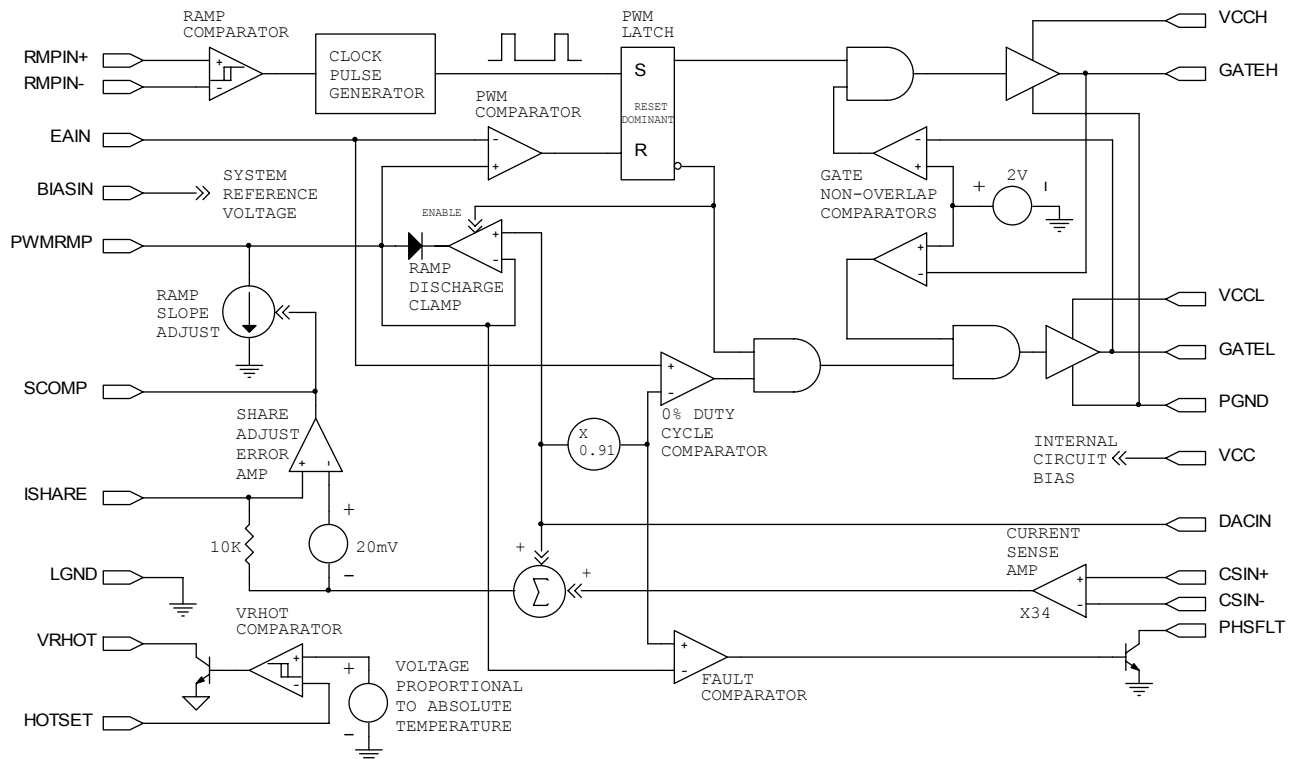 RAMP
COMPARATOR
RMPIN+
RMPIN-
+
-
CLOCK
PULSE
GENERATOR
PWM
LATCH
S
RESET
DOMINANT
R
VCCH
GATEH
EAIN
PWM
COMPARATOR
-
+
BIASIN
SYSTEM
REFERENCE
VOLTAGE
-
+
GATE
NON-OVERLAP
COMPARATORS
+
2V
-
+
-
PWMRMP
ENABLE
+
-
RAMP
DISCHARGE
CLAMP
RAMP
SLOPE
ADJUST
VCCL
GATEL
PGND
SCOMP
+
-
0% DUTY
CYCLE
COMPARATOR
X
0.91
SHARE
ADJUST
ERROR
AMP
+
-
INTERNAL
CIRCUIT
BIAS
VCC
ISHARE
10K
+
20mV
-
DACIN
CURRENT
SENSE
AMP
+
Σ
+
+
-
X34
CSIN+
CSIN-
LGND
PHSFLT
VRHOT
VRHOT
COMPARATOR
+
-
+
-
VOLTAGE
PROPORTIONAL
TO ABSOLUTE
TEMPERATURE
+
-
FAULT
COMPARATOR
HOTSET